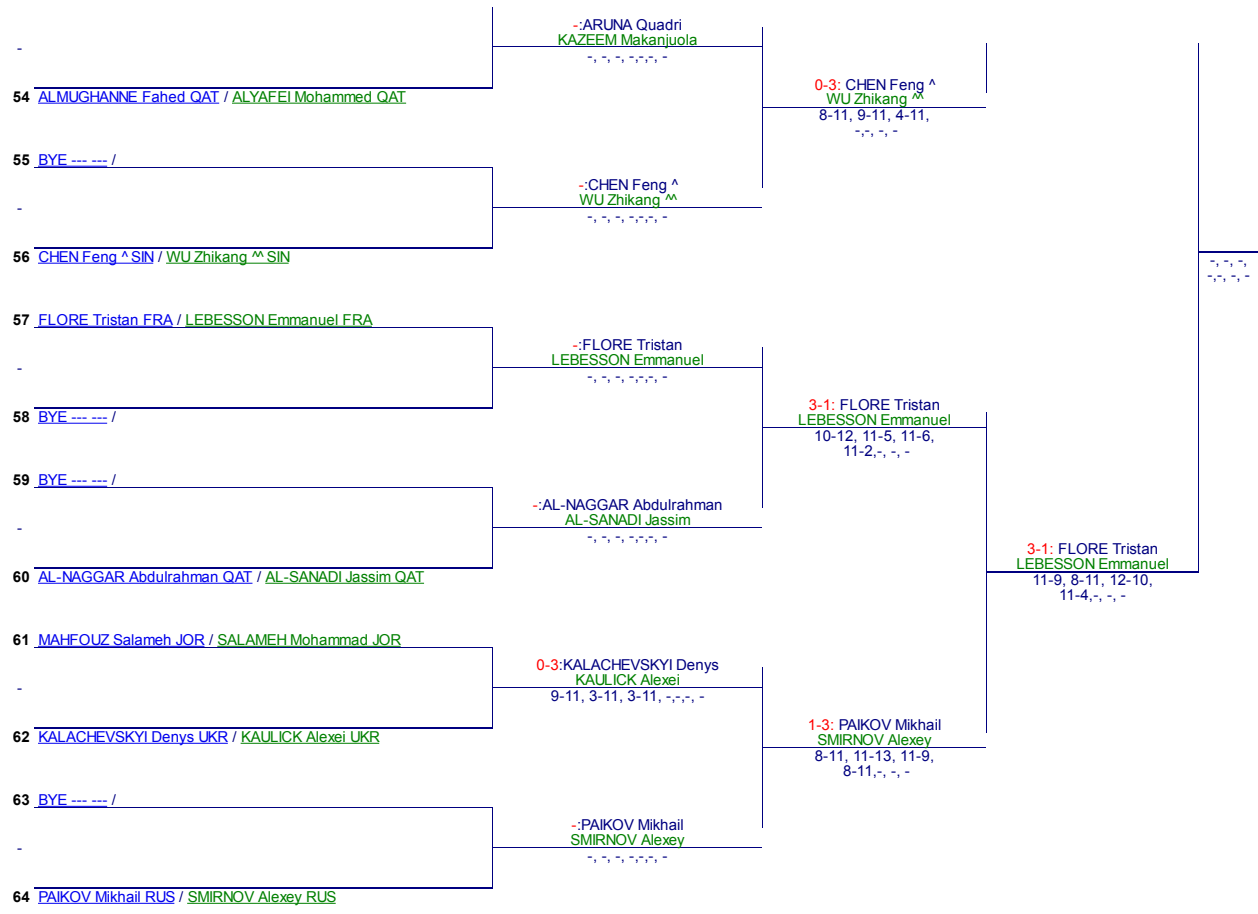 -:ARUNA Quadri
KAZEEM Makanjuola
-, -, -, -,-,-, -
-
54 ALMUGHANNE Fahed QAT / ALYAFEI Mohammed QAT
0-3: CHEN Feng ^
WU Zhikang ^^
8-11, 9-11, 4-11,
-,-, -, -
55 BYE --- --- /
-
-:CHEN Feng ^
WU Zhikang ^^
-, -, -, -,-,-, -
56 CHEN Feng ^ SIN / WU Zhikang ^^ SIN
-, -, -,
-,-, -, -
57 FLORE Tristan FRA / LEBESSON Emmanuel FRA
-
-:FLORE Tristan
LEBESSON Emmanuel
-, -, -, -,-,-, -
58 BYE --- --- /
3-1: FLORE Tristan
LEBESSON Emmanuel
10-12, 11-5, 11-6,
11-2,-, -, -
59 BYE --- --- /
-
-:AL-NAGGAR Abdulrahman
AL-SANADI Jassim
-, -, -, -,-,-, -
60 AL-NAGGAR Abdulrahman QAT / AL-SANADI Jassim QAT
3-1: FLORE Tristan
LEBESSON Emmanuel
11-9, 8-11, 12-10,
11-4,-, -, -
61 MAHFOUZ Salameh JOR / SALAMEH Mohammad JOR
-
0-3:KALACHEVSKYI Denys
KAULICK Alexei
9-11, 3-11, 3-11, -,-,-, -
62 KALACHEVSKYI Denys UKR / KAULICK Alexei UKR
1-3: PAIKOV Mikhail
SMIRNOV Alexey
8-11, 11-13, 11-9,
8-11,-, -, -
63 BYE --- --- /
-
-:PAIKOV Mikhail
SMIRNOV Alexey
-, -, -, -,-,-, -
64 PAIKOV Mikhail RUS / SMIRNOV Alexey RUS